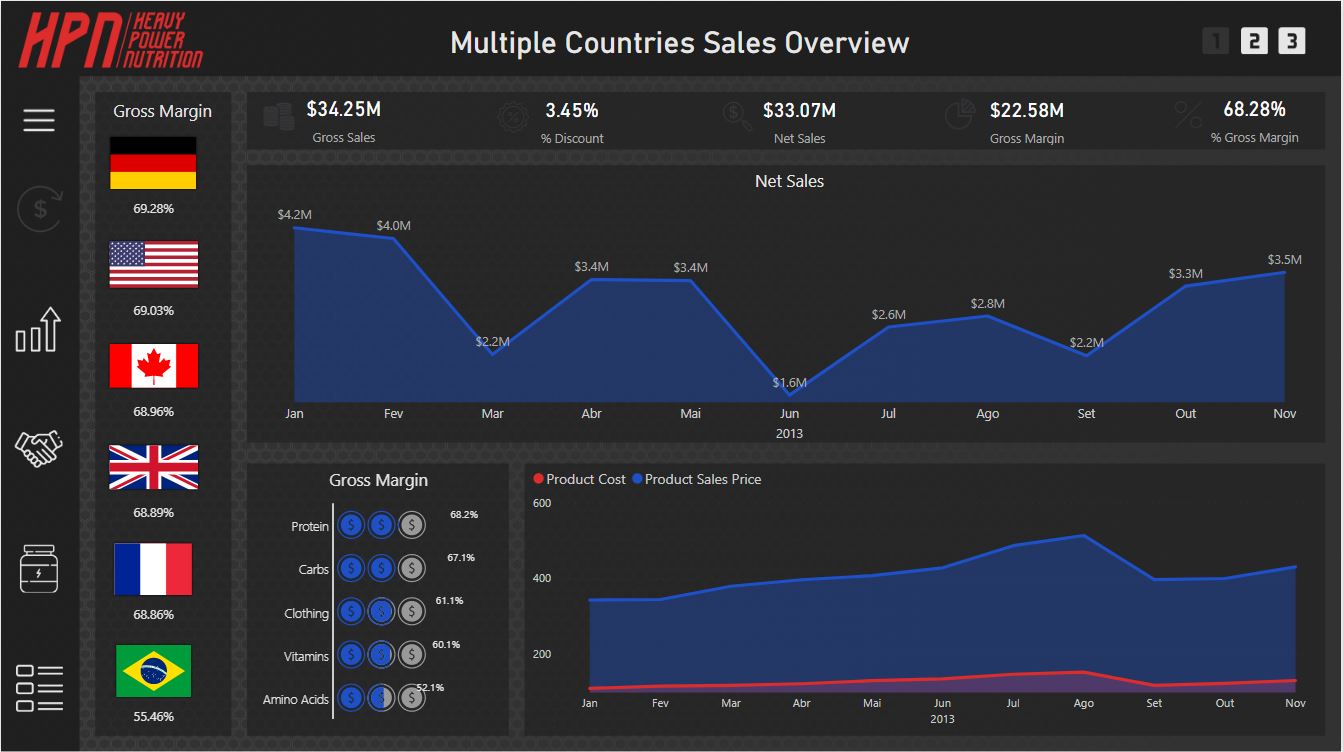 HPN/HEAVY
POWER
NUTRITION
Multiple Countries Sales Overview
1 2 3
Gross Margin
69.28%
69.03%
68.96%
68.89%
68.86%
55.46%
$34.25M
Gross Sales
3.45%
% Discount
$33.07M
Net Sales
$22.58M
Gross Margin
68.28%
% Gross Margin
Net Sales
$4.2M
$4.0M
$2.2M
$3.4M
$3.4M
$1.6M
$2.6M
$2.8M
$2.2M
$3.3M
$3.5M
Jan Fev Mar Abr Mai Jun Jul Ago Set Out Nov
2013
Gross Margin
Protein 68.2%
Carbs 67.1%
Clothing 61.1%
Vitamins 60.1%
Amino Acids 52.1%
Product Cost Product Sales Price
600
400
200
Jan Fev Mar Abr Mai Jun Jul Ago Set Out Nov
2013